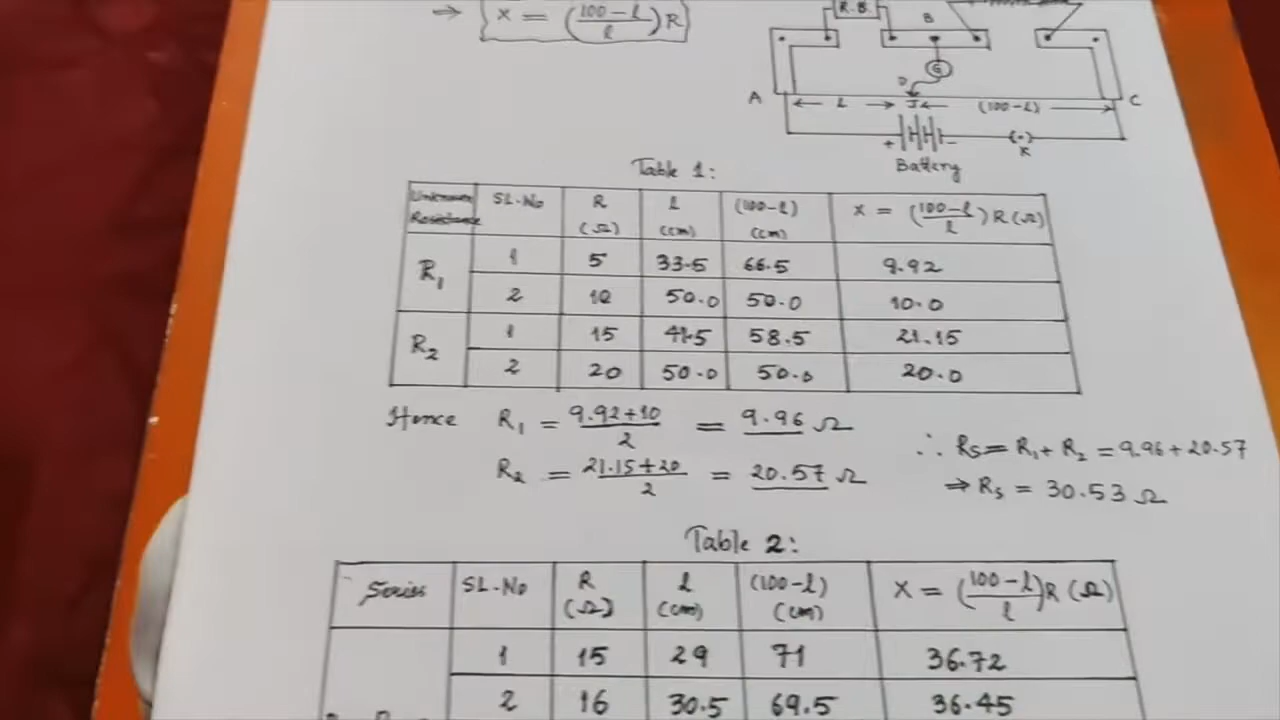 ⇒ X = ((100-l)/l)R
R.B.
B
G
D
A ← l → J ← (100-l) → C
+ -
(·)
K
Battery
Table 1:
Unknown Resistance SL.No R (Ω) l (cm) (100-l) (cm) X = ((100-l)/l)R(Ω)
R₁ 1 5 33.5 66.5 9.92
2 10 50.0 50.0 10.0
R₂ 1 15 41.5 58.5 21.15
2 20 50.0 50.0 20.0
Hence R₁ = (9.92+10)/2 = 9.96 Ω
R₂ = (21.15+20)/2 = 20.57 Ω
∴ Rs = R₁ + R₂ = 9.96 + 20.57
⇒ Rs = 30.53 Ω
Table 2:
Series SL.No R (Ω) l (cm) (100-l) (cm) X = ((100-l)/l)R (Ω)
1 15 29 71 36.72
2 16 30.5 69.5 36.45